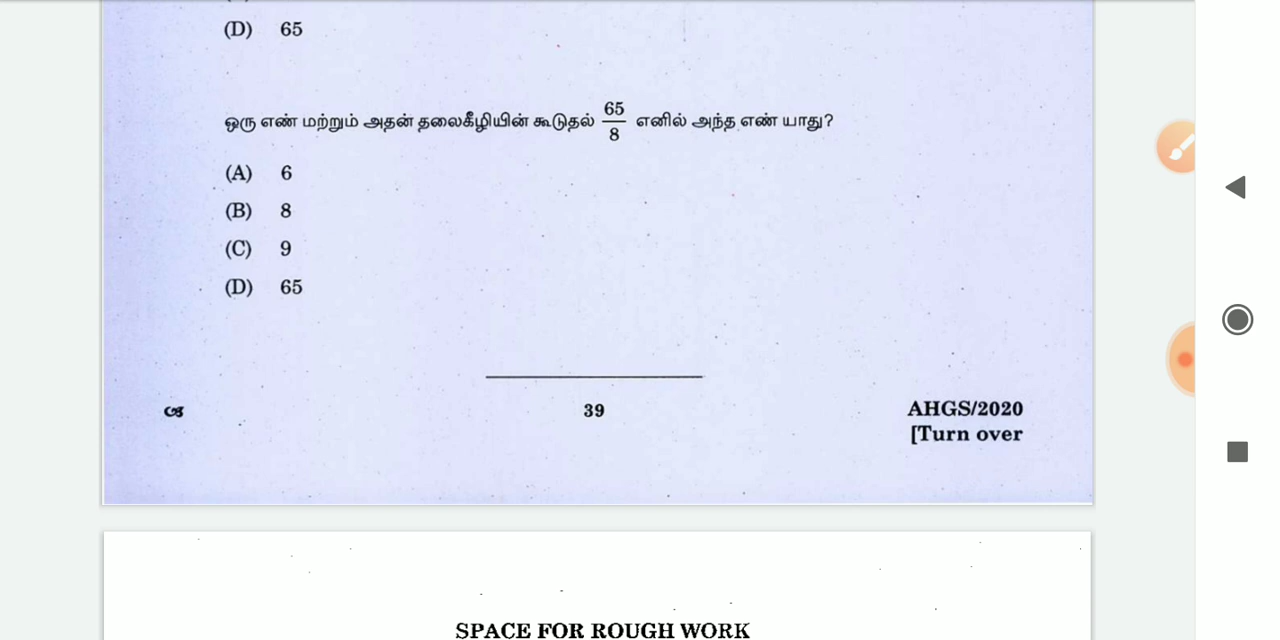 (D) 65
ஒரு எண் மற்றும் அதன் தலைகீழியின் கூடுதல் 65/8 எனில் அந்த எண் யாது?
(A) 6
(B) 8
(C) 9
(D) 65
39
AHGS/2020
[Turn over
SPACE FOR ROUGH WORK